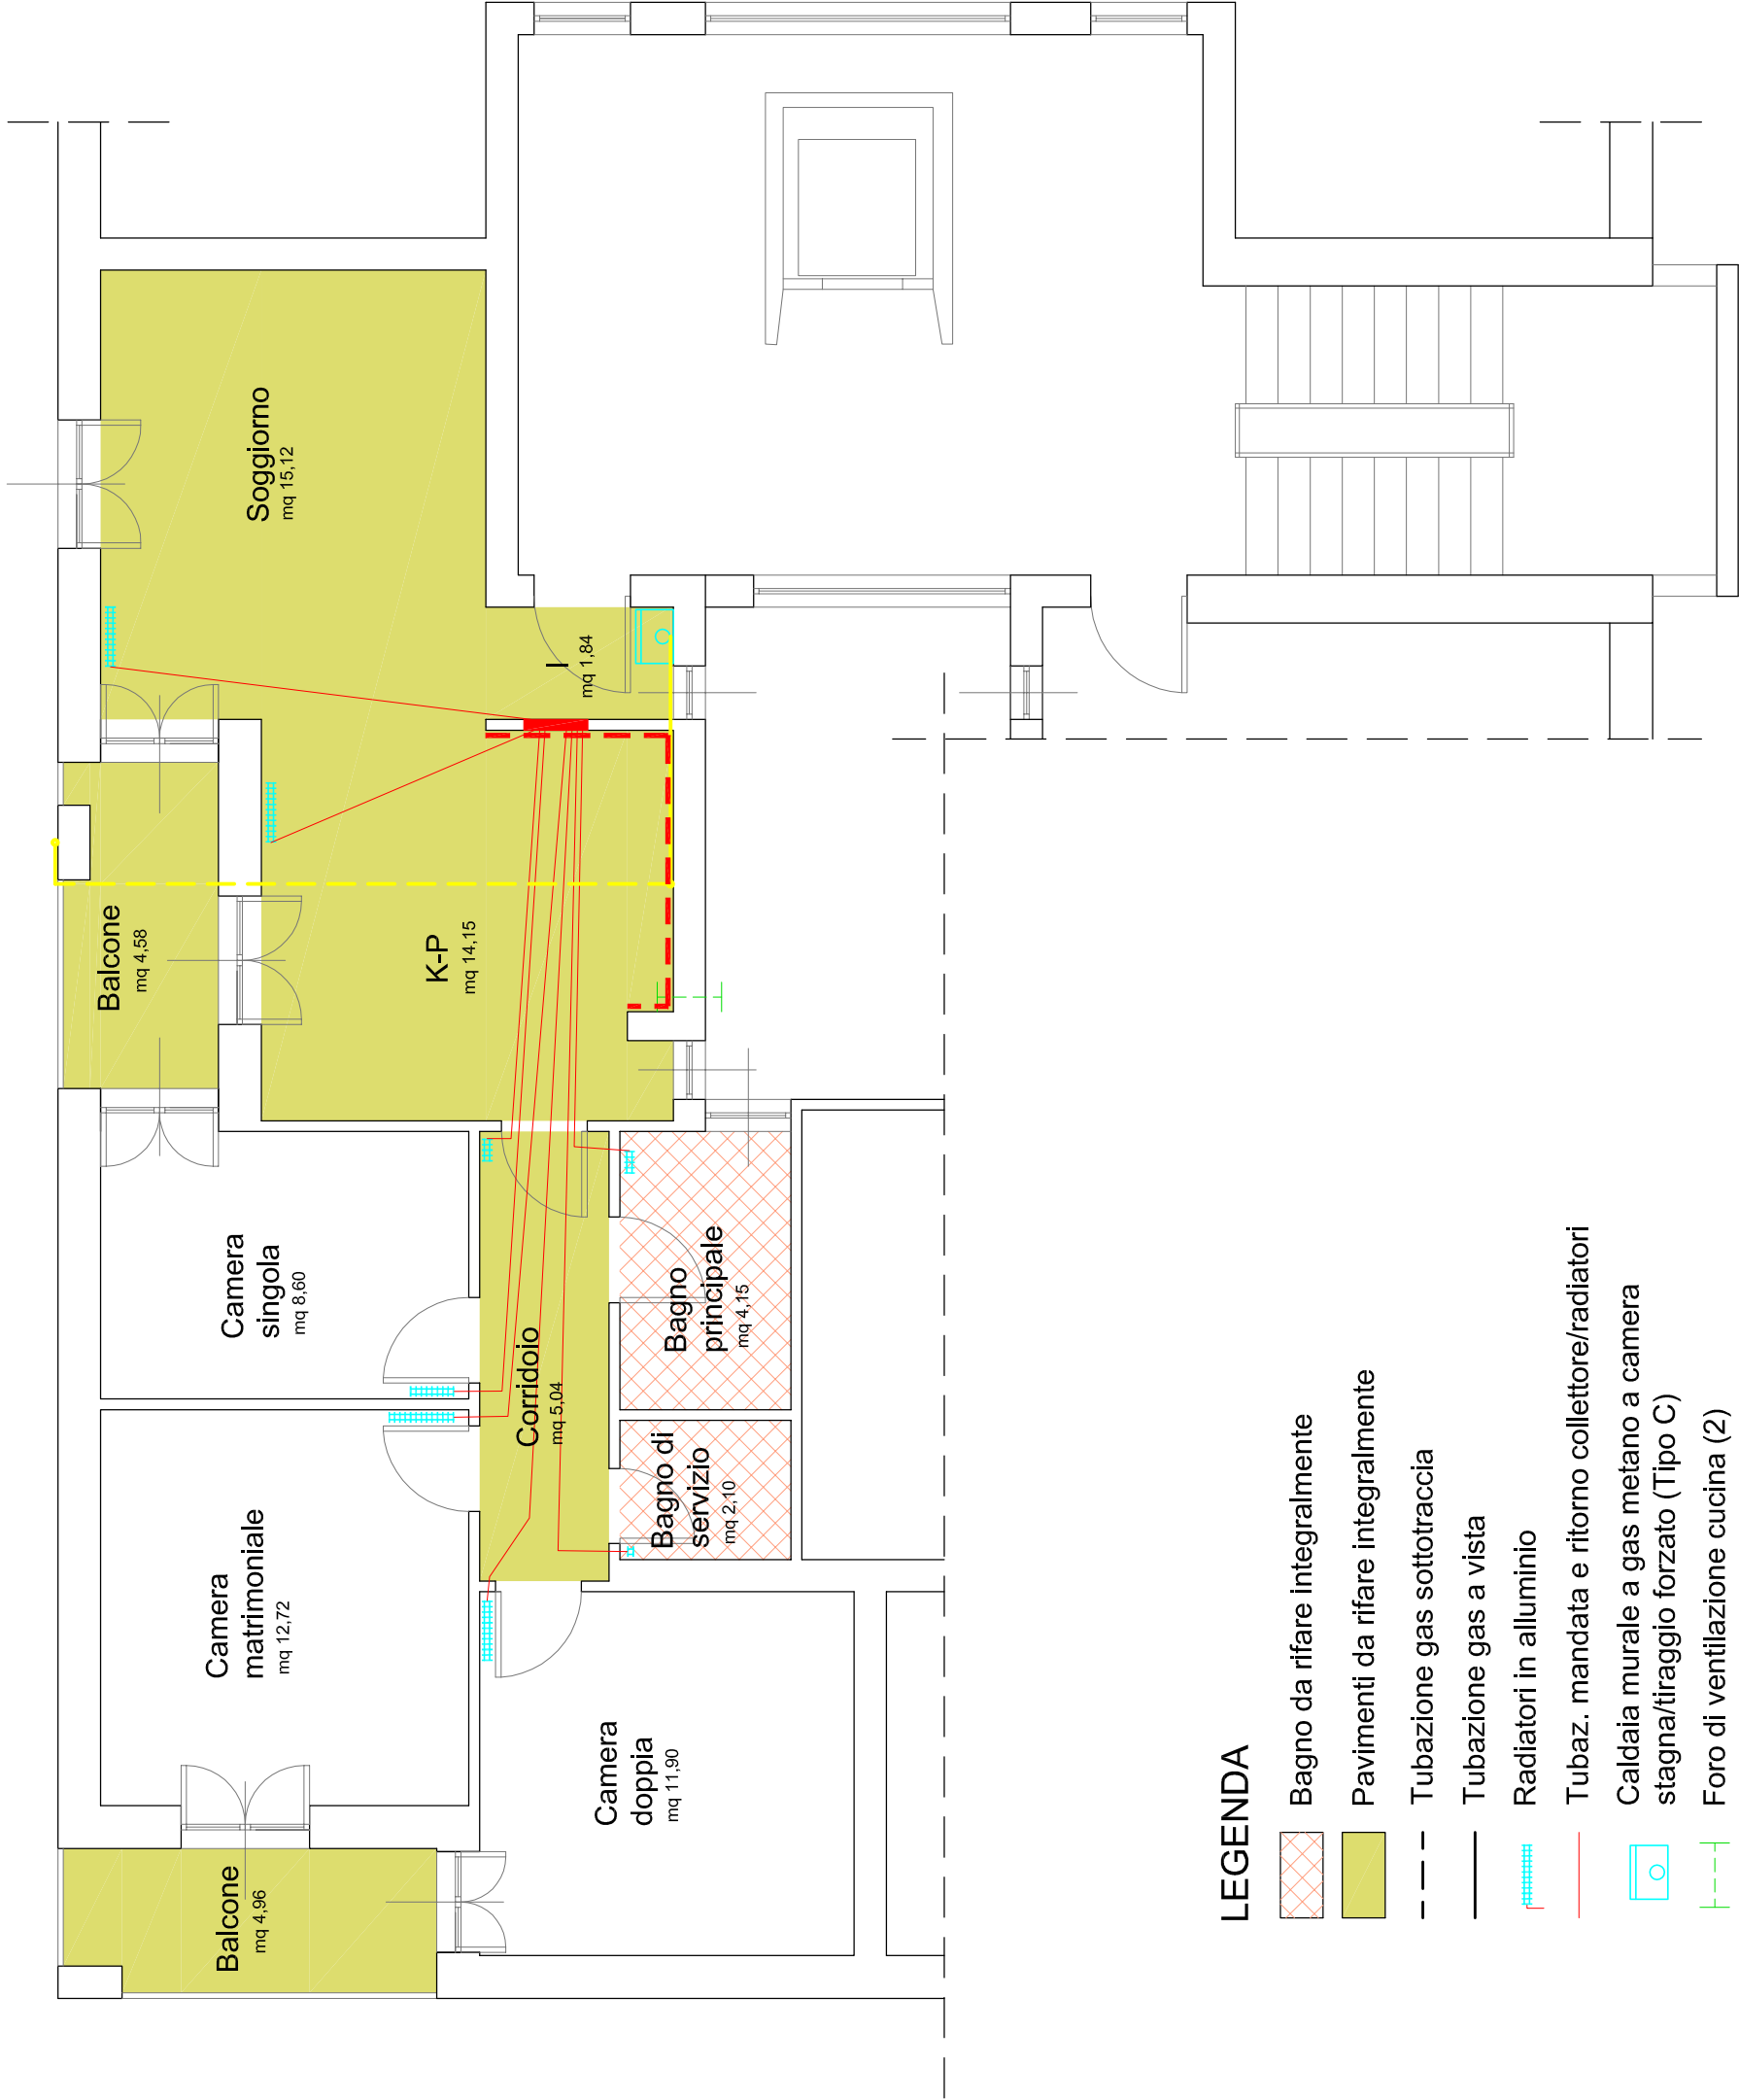 Balcone
mq 4,96
Camera
matrimoniale
mq 12,72
Camera
singola
mq 8,60
Balcone
mq 4,58
Soggiorno
mq 15,12
K-P
mq 14,15
I
mq 1,84
Corridoio
mq 5,04
Camera
doppia
mq 11,90
Bagno di
servizio
mq 2,10
Bagno
principale
mq 4,15
LEGENDA
Bagno da rifare integralmente
Pavimenti da rifare integralmente
Tubazione gas sottotraccia
Tubazione gas a vista
Radiatori in alluminio
Tubaz. mandata e ritorno collettore/radiatori
Caldaia murale a gas metano a camera
stagna/tiraggio forzato (Tipo C)
Foro di ventilazione cucina (2)